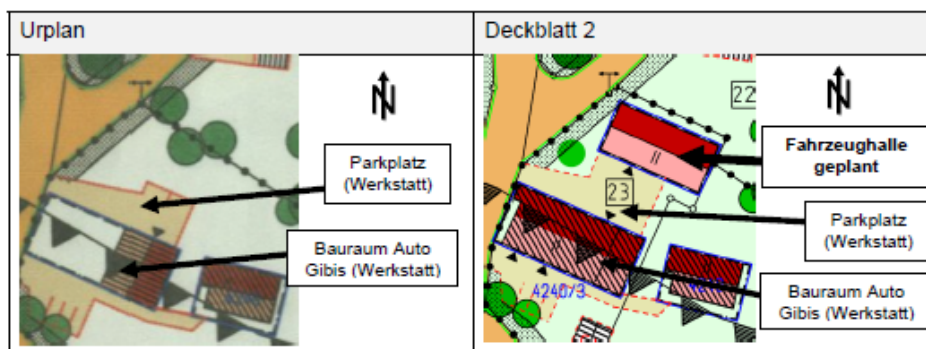 Urplan
Deckblatt 2
N
Parkplatz
(Werkstatt)
Bauraum Auto
Gibis (Werkstatt)
N
22
Fahrzeughalle
geplant
II
23
Parkplatz
(Werkstatt)
Bauraum Auto
Gibis (Werkstatt)
4240/3